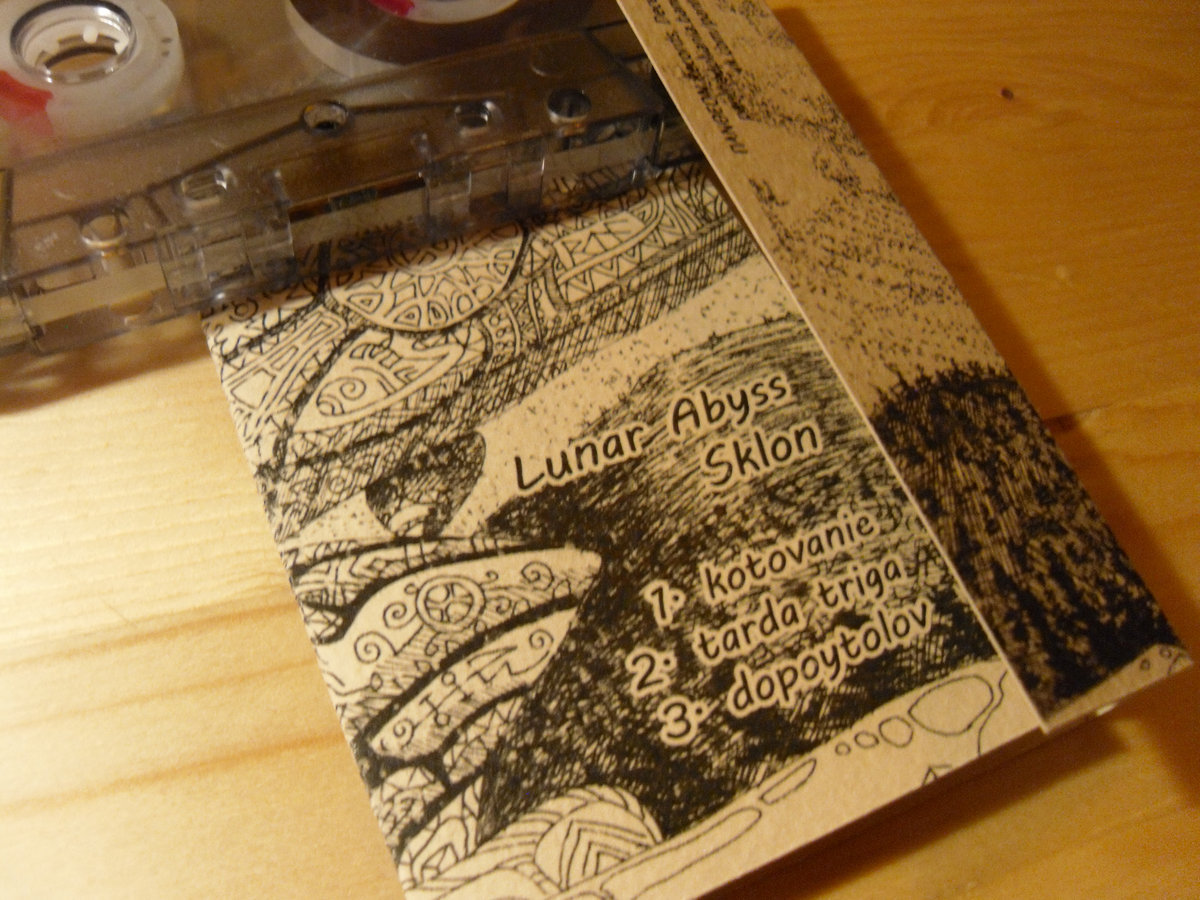 Lunar Abyss
Sklon
1. kotovanie
2. tarda triga
3. dopoytolov